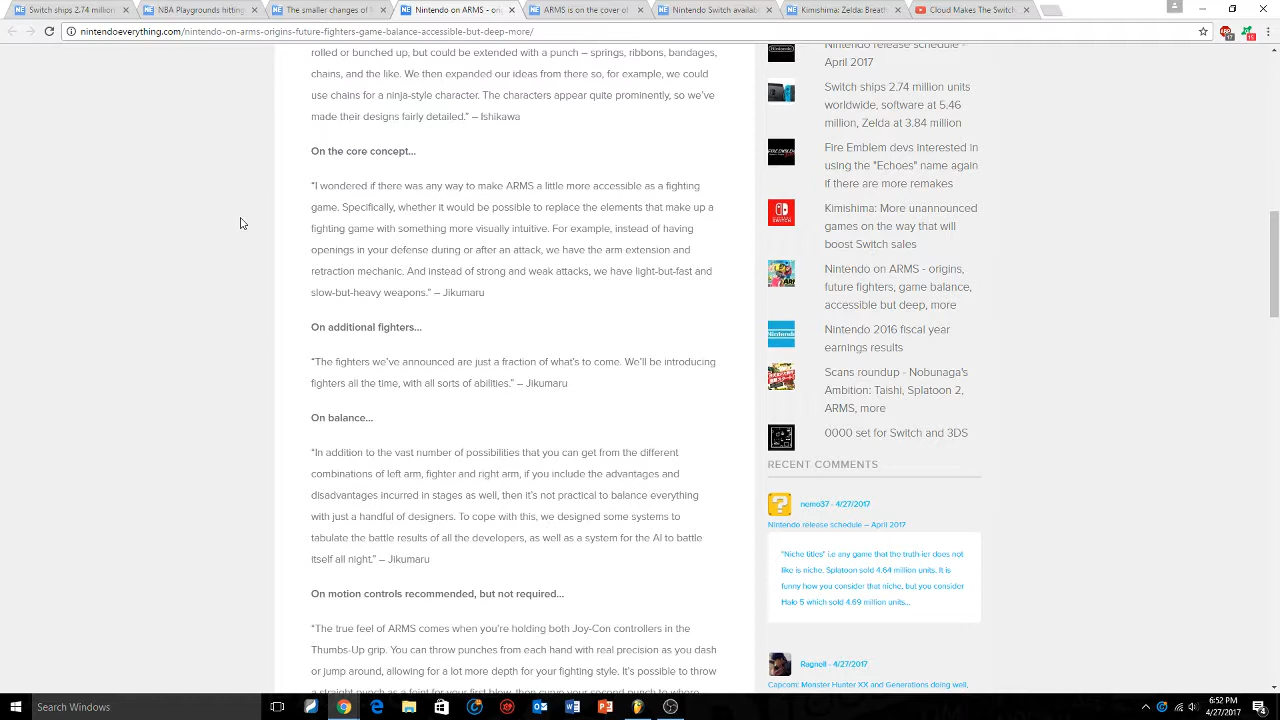 Switch ships 2.74 million
PlayBlands Playgrounds hitting
The smaller changes of
Nintendo on ARMS - orig
ARMS is on the cover of
Nintendo Switch availab
The Switch Smacks
nintendoeverything.com/nintendo-on-arms-origins-future-fighters-game-balance-accessible-but-deep-more/
rolled or bunched up, but could be extended with a punch – springs, ribbons, bandages,
chains, and the like. We then expanded our ideas from there so, for example, we could
use chains for a ninja-style character. The characters appear quite prominently, so we've
made their designs fairly detailed.” – Ishikawa
On the core concept…
“I wondered if there was any way to make ARMS a little more accessible as a fighting
game. Specifically, whether it would be possible to replace the elements that make up a
fighting game with something more visually intuitive. For example, instead of having
openings in your defense during or after an attack, we have the arm extension and
retraction mechanic. And instead of strong and weak attacks, we have light-but-fast and
slow-but-heavy weapons.” – Jikumaru
On additional fighters…
“The fighters we've announced are just a fraction of what's to come. We'll be introducing
fighters all the time, with all sorts of abilities.” – Jikumaru
On balance…
“In addition to the vast number of possibilities that you can get from the different
combinations of left arm, fighter and right arm, if you include the advantages and
disadvantages incurred in stages as well, then it's not practical to balance everything
with just a handful of designers. To cope with this, we designed some systems to
tabulate the battle results of all the developers, as well as a system for the AI to battle
itself all night.” – Jikumaru
On motion controls recommended, but not required…
“The true feel of ARMS comes when you're holding both Joy-Con controllers in the
Thumbs-Up grip. You can throw punches from each hand with real precision as you dash
or jump around, allowing for a lot more depth for your fighting style. It's possible to throw
a straight punch as a feint for your first blow, then curve your second punch to where
Nintendo release schedule -
April 2017
Switch ships 2.74 million units
worldwide, software at 5.46
million, Zelda at 3.84 million
Fire Emblem devs interested in
using the "Echoes" name again
if there are more remakes
Kimishima: More unannounced
games on the way that will
boost Switch sales
Nintendo on ARMS - origins,
future fighters, game balance,
accessible but deep, more
Nintendo 2016 fiscal year
earnings results
Scans roundup - Nobunaga's
Ambition: Taishi, Splatoon 2,
ARMS, more
0000 set for Switch and 3DS
RECENT COMMENTS
nemo37 - 4/27/2017
Nintendo release schedule – April 2017
"Niche titles" i.e any game that the truth ier does not
like is niche. Splatoon sold 4.64 million units. It is
funny how you consider that niche, but you consider
Halo 5 which sold 4.69 million units...
Ragnell - 4/27/2017
Capcom: Monster Hunter XX and Generations doing well,
Search Windows
6:52 PM
4/27/2017